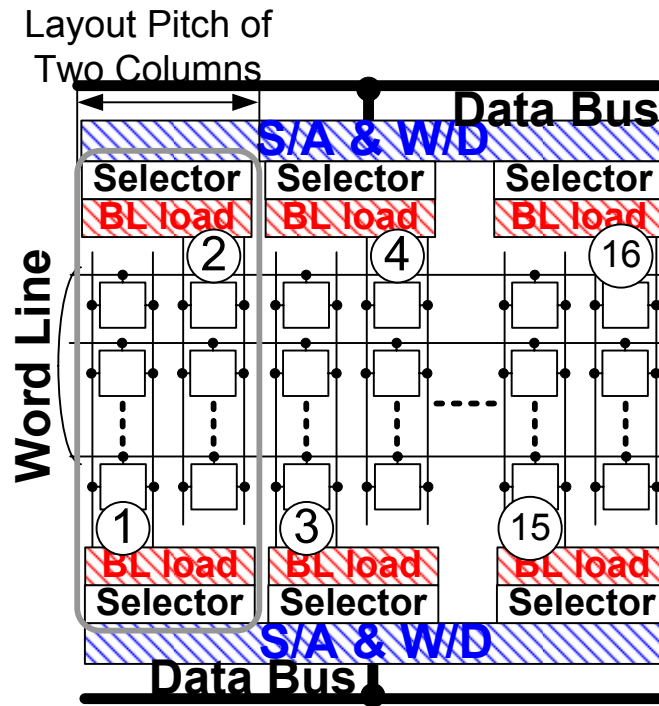 Layout Pitch of
Two Columns
Data Bus
S/A & W/D
Selector Selector Selector
BL load BL load BL load
2 4 16
Word Line
1 3 15
BL load BL load BL load
Selector Selector Selector
S/A & W/D
Data Bus